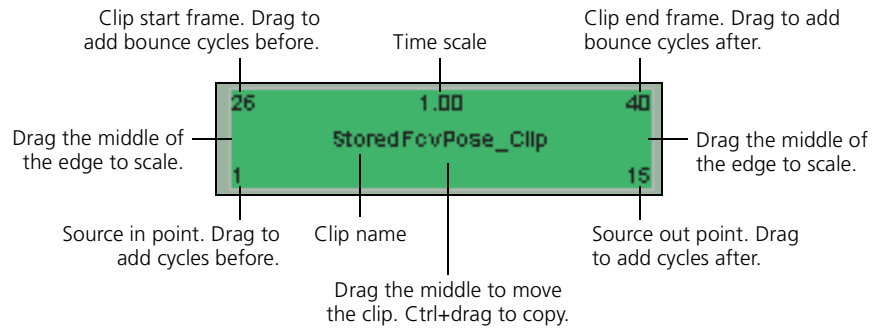 Clip start frame. Drag to
add bounce cycles before.
Time scale
Clip end frame. Drag to add
bounce cycles after.
26
1.00
40
Drag the middle of
the edge to scale.
StoredFcvPose_Clip
Drag the middle of
the edge to scale.
1
15
Source in point. Drag to
add cycles before.
Clip name
Source out point. Drag
to add cycles after.
Drag the middle to move
the clip. Ctrl+drag to copy.